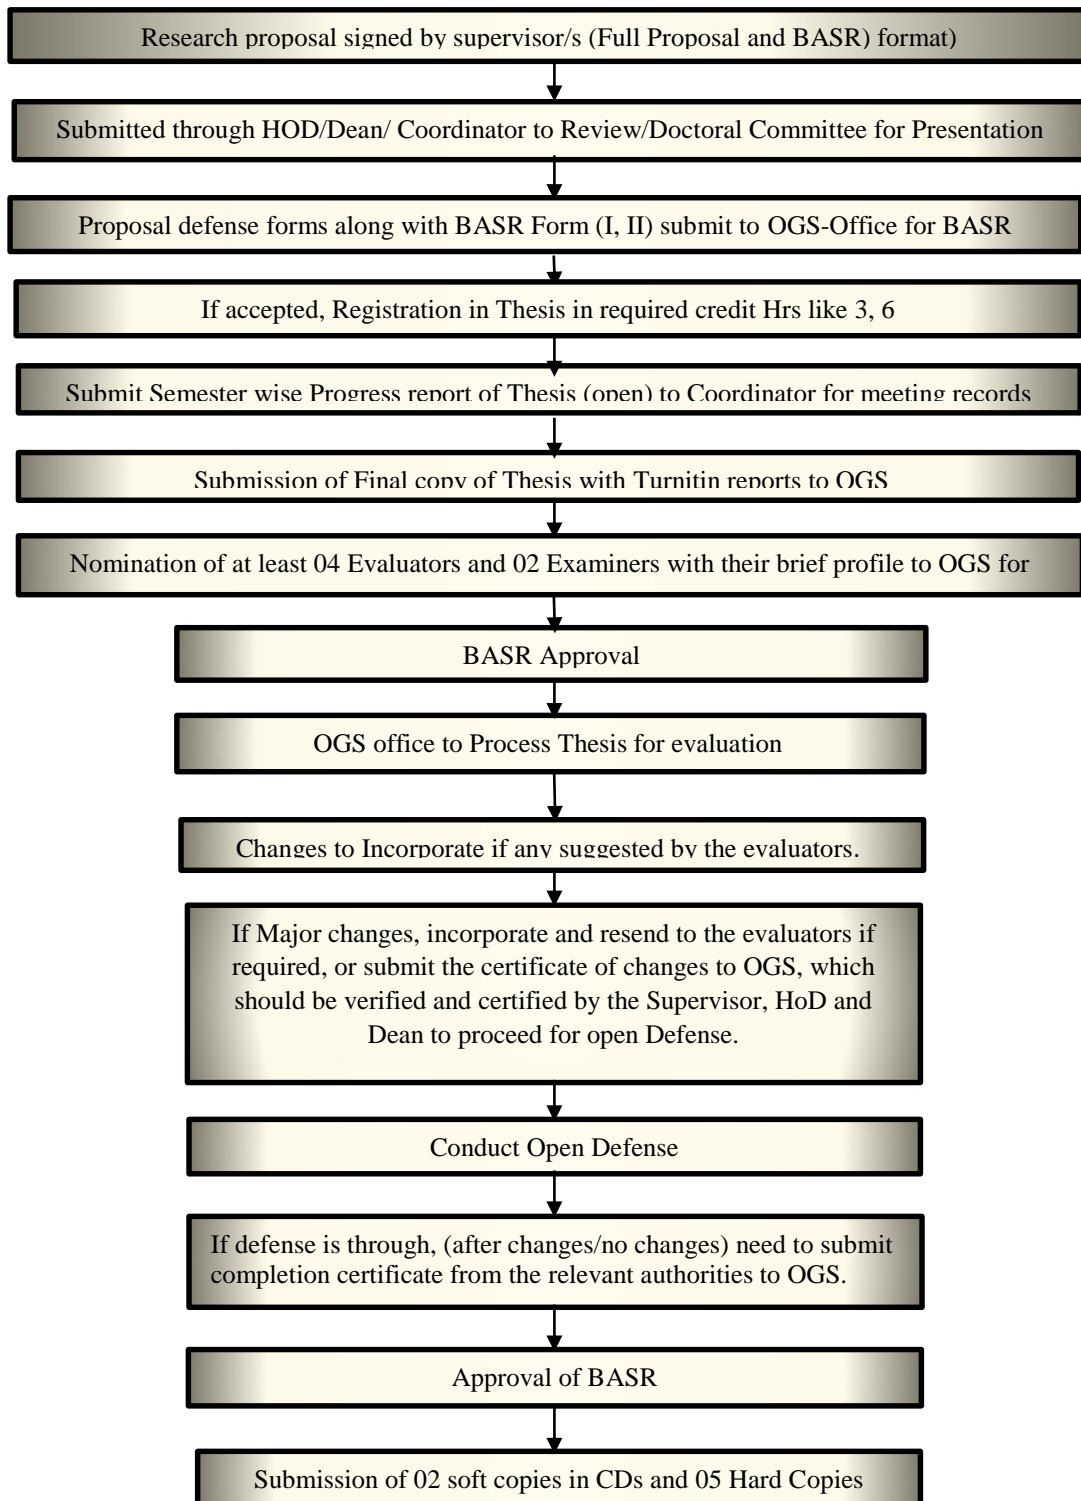 Research proposal signed by supervisor/s (Full Proposal and BASR) format)
Submitted through HOD/Dean/ Coordinator to Review/Doctoral Committee for Presentation
Proposal defense forms along with BASR Form (I, II) submit to OGS-Office for BASR
If accepted, Registration in Thesis in required credit Hrs like 3, 6
Submit Semester wise Progress report of Thesis (open) to Coordinator for meeting records
Submission of Final copy of Thesis with Turnitin reports to OGS
Nomination of at least 04 Evaluators and 02 Examiners with their brief profile to OGS for
BASR Approval
OGS office to Process Thesis for evaluation
Changes to Incorporate if any suggested by the evaluators.
If Major changes, incorporate and resend to the evaluators if
required, or submit the certificate of changes to OGS, which
should be verified and certified by the Supervisor, HoD and
Dean to proceed for open Defense.
Conduct Open Defense
If defense is through, (after changes/no changes) need to submit
completion certificate from the relevant authorities to OGS.
Approval of BASR
Submission of 02 soft copies in CDs and 05 Hard Copies